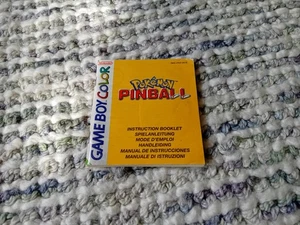 GAME BOY COLOR
POKéMON
PINBALL
INSTRUCTION BOOKLET
SPIELANLEITUNG
MODE D'EMPLOI
HANDLEIDING
MANUAL DE INSTRUCCIONES
MANUALE DI ISTRUZIONI